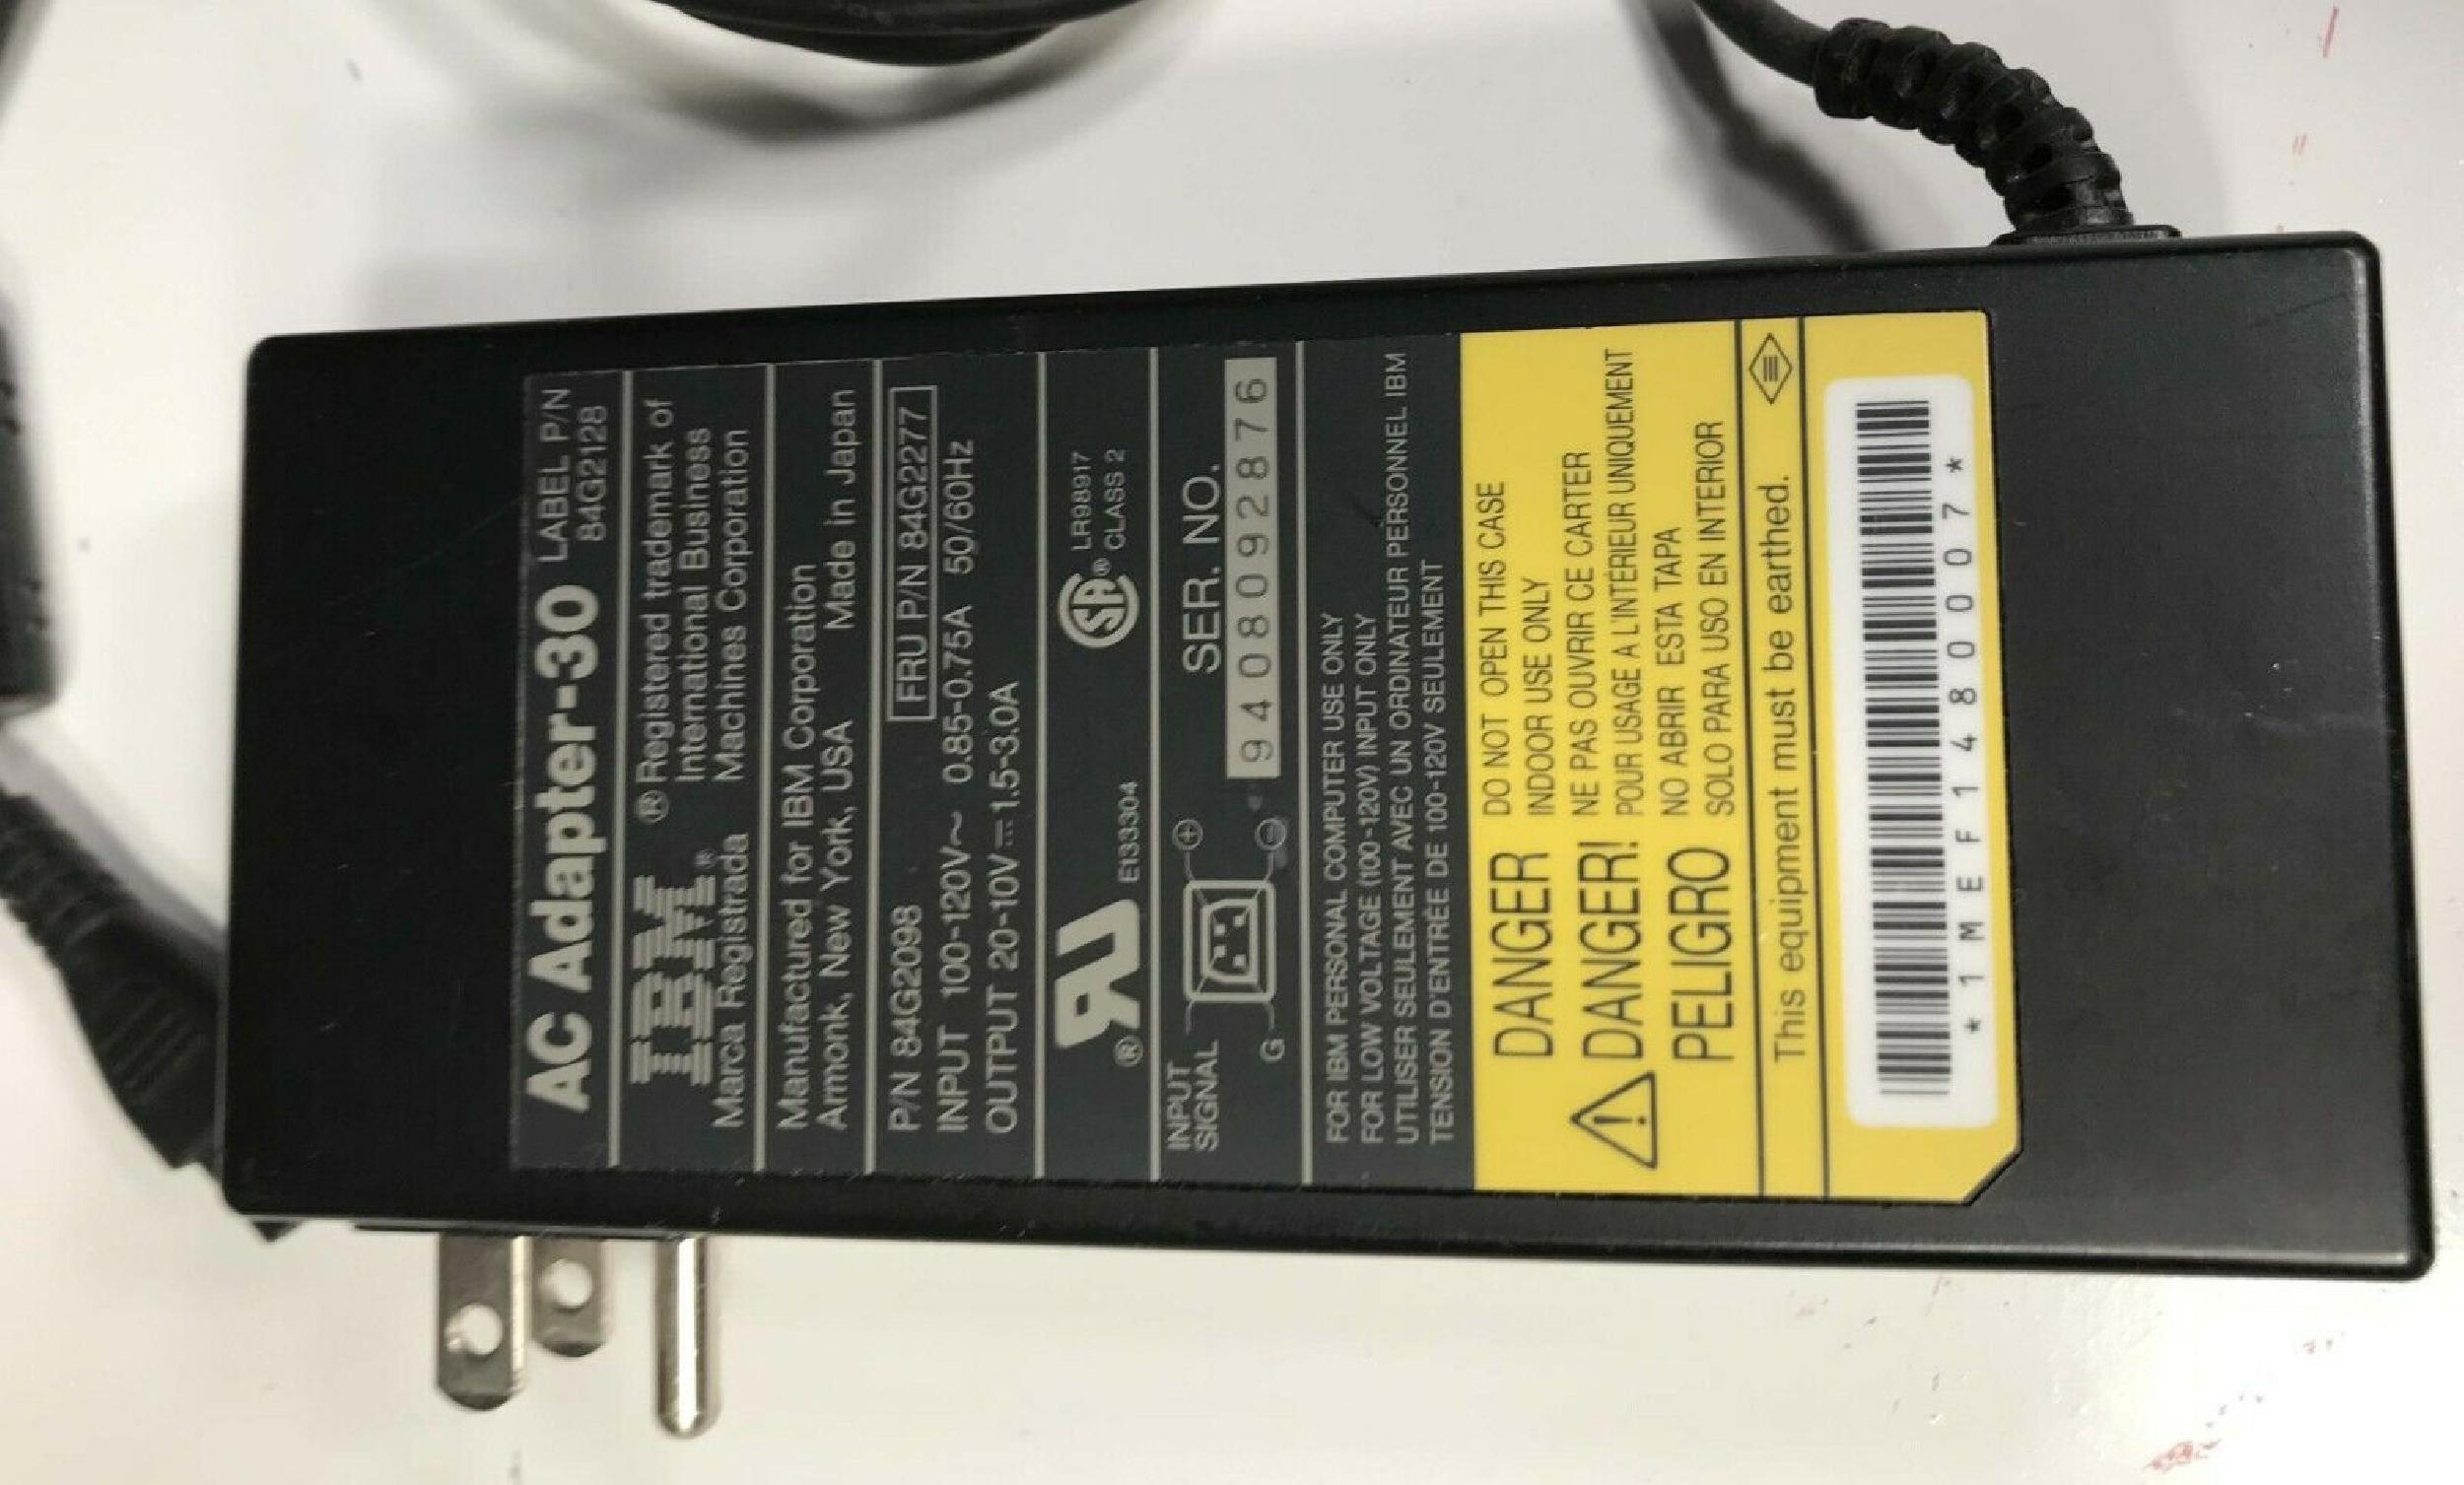 AC Adapter-30 LABEL P/N
84G2128
IBM® ® Registered trademark of
International Business
Marca Registrada Machines Corporation
Manufactured for IBM Corporation
Armonk, New York, USA Made in Japan
P/N 84G2098 FRU P/N 84G2277
INPUT 100-120V~ 0.85-0.75A 50/60Hz
OUTPUT 20-10V⎓1.5-3.0A
® E133304
SA® LR98917
CLASS 2
INPUT
SIGNAL
G
+
-
SER. NO.
9408092876
FOR IBM PERSONAL COMPUTER USE ONLY
FOR LOW VOLTAGE (100-120V) INPUT ONLY
UTILISER SEULEMENT AVEC UN ORDINATEUR PERSONNEL IBM
TENSION D'ENTRÉE DE 100-120V SEULEMENT
DANGER DO NOT OPEN THIS CASE
INDOOR USE ONLY
DANGER! NE PAS OUVRIR CE CARTER
POUR USAGE A L'INTÉRIEUR UNIQUEMENT
PELIGRO NO ABRIR ESTA TAPA
SOLO PARA USO EN INTERIOR
This equipment must be earthed.
*1MEF1480007*